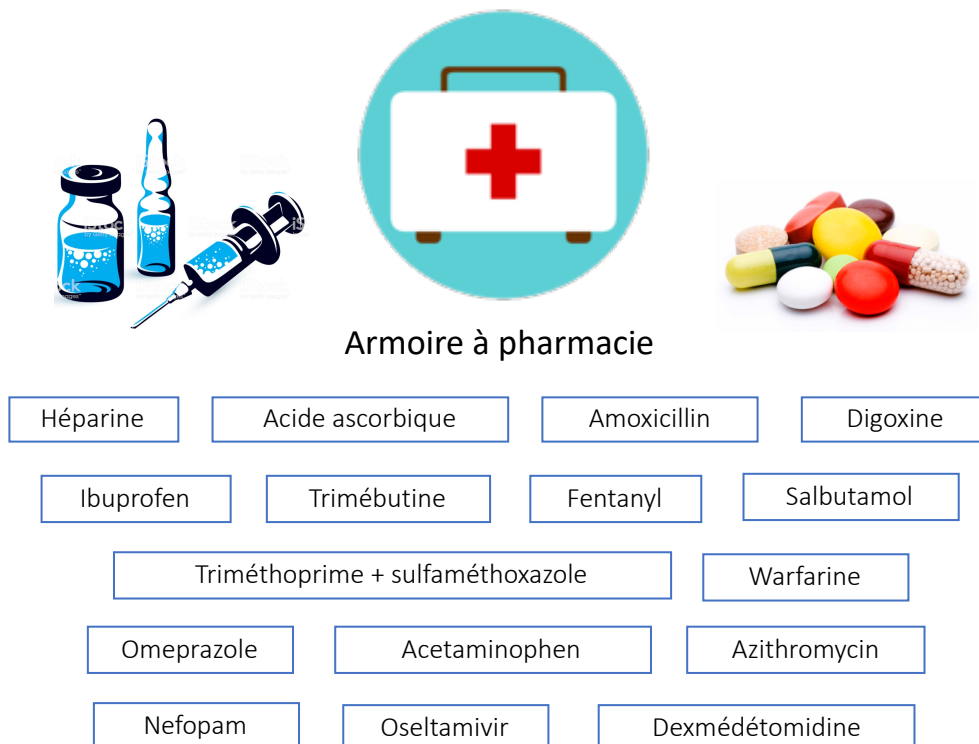 iStock
Armoire à pharmacie
Héparine
Acide ascorbique
Amoxicillin
Digoxine
Ibuprofen
Trimébutine
Fentanyl
Salbutamol
Triméthoprime + sulfaméthoxazole
Warfarine
Omeprazole
Acetaminophen
Azithromycin
Nefopam
Oseltamivir
Dexmédétomidine